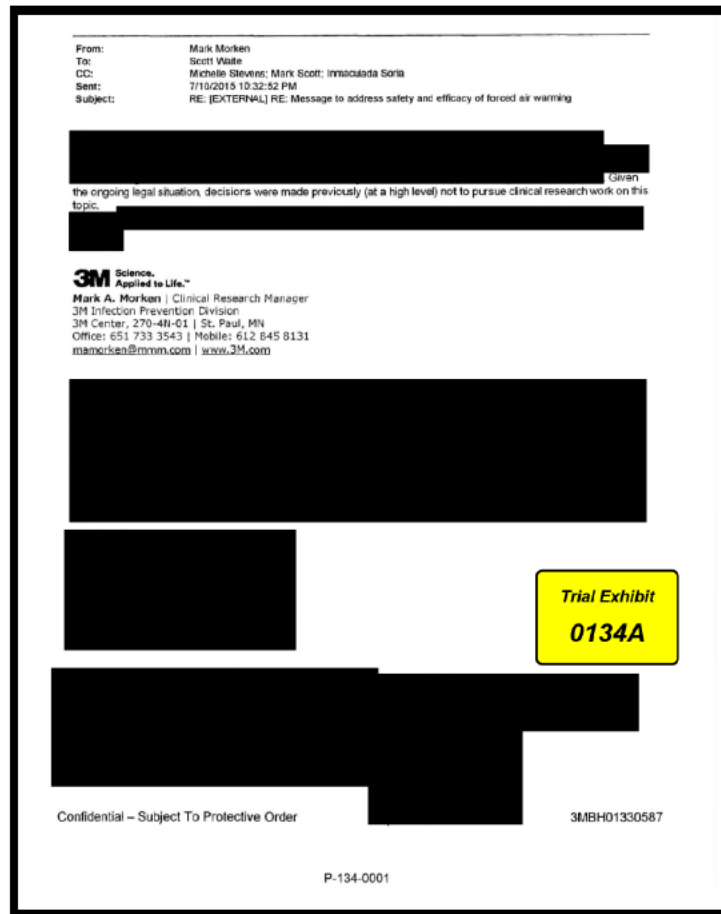 From: Mark Morken
To: Scott Waite
CC: Michelle Stevens; Mark Scott; Inmaculada Soria
Sent: 7/10/2015 10:32:52 PM
Subject: RE: [EXTERNAL] RE: Message to address safety and efficacy of forced air warming
Given
the ongoing legal situation, decisions were made previously (at a high level) not to pursue clinical research work on this
topic.
3M Science.
Applied to Life.™
Mark A. Morken | Clinical Research Manager
3M Infection Prevention Division
3M Center, 270-4N-01 | St. Paul, MN
Office: 651 733 3543 | Mobile: 612 845 8131
mamorken@mmm.com | www.3M.com
Trial Exhibit
0134A
Confidential – Subject To Protective Order
3MBH01330587
P-134-0001